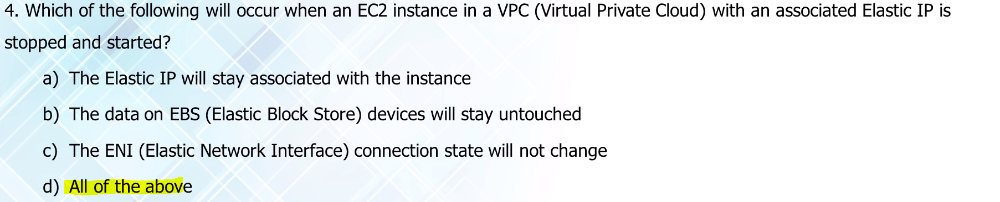 4. Which of the following will occur when an EC2 instance in a VPC (Virtual Private Cloud) with an associated Elastic IP is
stopped and started?
a) The Elastic IP will stay associated with the instance
b) The data on EBS (Elastic Block Store) devices will stay untouched
c) The ENI (Elastic Network Interface) connection state will not change
d) All of the above